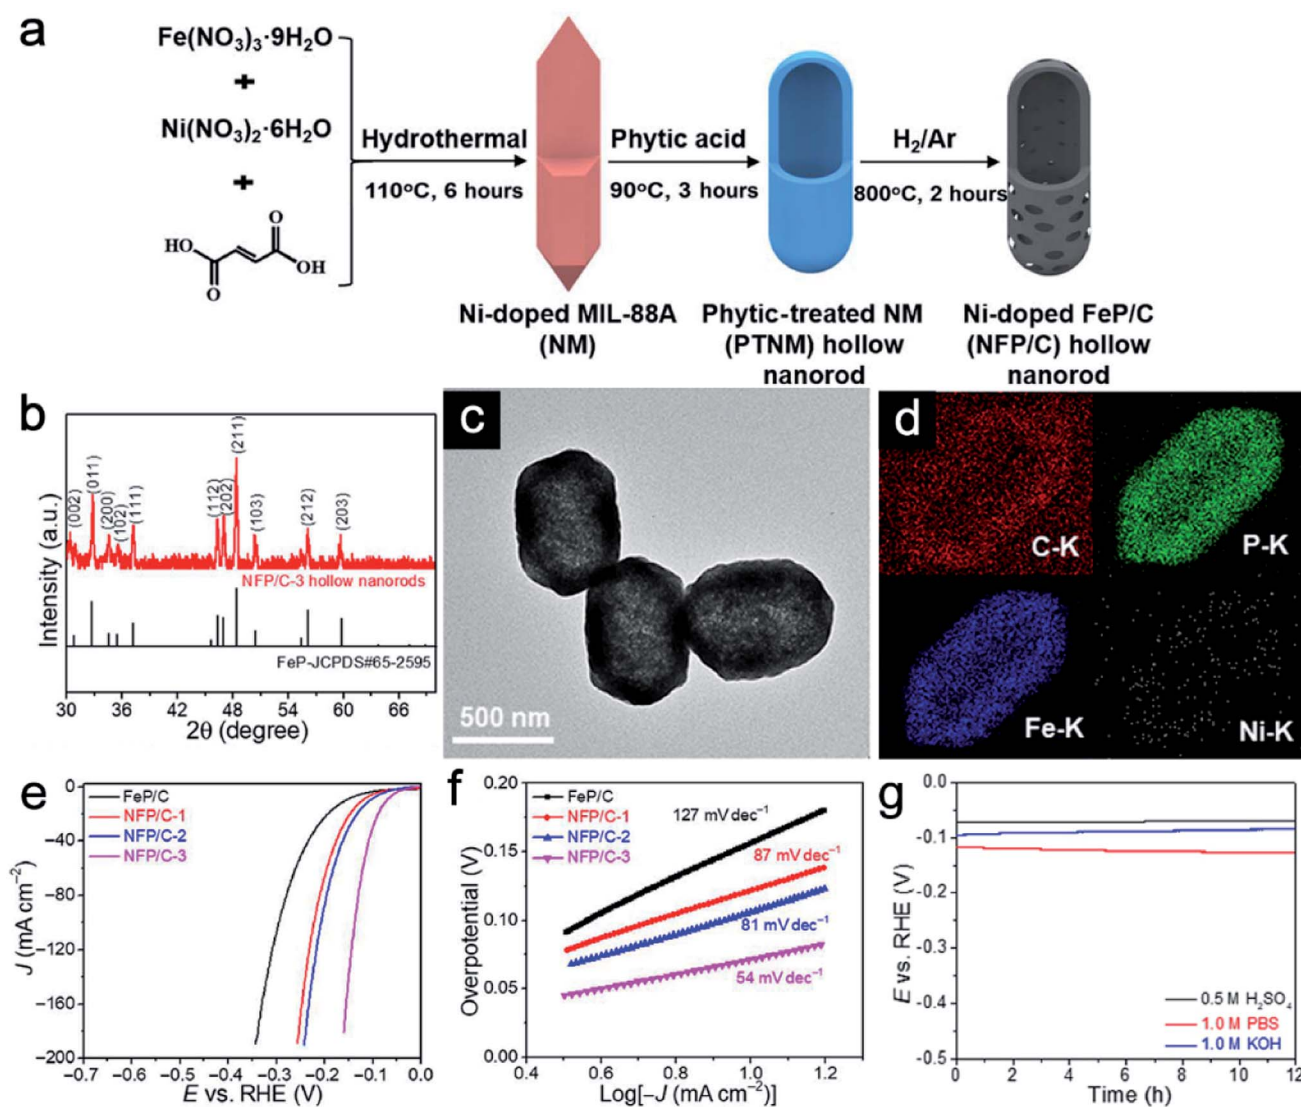 a
Fe(NO₃)₃·9H₂O
+
Ni(NO₃)₂·6H₂O
+
HO
O
O
OH
Hydrothermal
110°C, 6 hours
Phytic acid
90°C, 3 hours
H₂/Ar
800°C, 2 hours
Ni-doped MIL-88A
(NM)
Phytic-treated NM
(PTNM) hollow
nanorod
Ni-doped FeP/C
(NFP/C) hollow
nanorod
b
Intensity (a.u.)
(002)
(011)
(200)
(102)
(111)
(112)
(202)
(211)
(103)
(212)
(203)
NFP/C-3 hollow nanorods
FeP-JCPDS#65-2595
30 36 42 48 54 60 66
2θ (degree)
c
500 nm
d
C-K
P-K
Fe-K
Ni-K
e
FeP/C
NFP/C-1
NFP/C-2
NFP/C-3
J (mA cm⁻²)
0
−40
−80
−120
−160
−200
−0.7 −0.6 −0.5 −0.4 −0.3 −0.2 −0.1 0.0
E vs. RHE (V)
f
FeP/C
NFP/C-1
NFP/C-2
NFP/C-3
127 mV dec⁻¹
87 mV dec⁻¹
81 mV dec⁻¹
54 mV dec⁻¹
Overpotential (V)
0.20
0.15
0.10
0.05
0.00
0.4 0.6 0.8 1.0 1.2
Log[−J (mA cm⁻²)]
g
E vs. RHE (V)
0.0
−0.1
−0.2
−0.3
−0.4
−0.5
0.5 M H₂SO₄
1.0 M PBS
1.0 M KOH
0 2 4 6 8 10 12
Time (h)